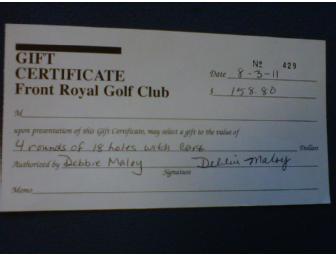 GIFT
CERTIFICATE
Front Royal Golf Club
№ 429
Date 8-3-11
$ 158.80
M
upon presentation of this Gift Certificate, may select a gift to the value of
4 rounds of 18 holes with cart Dollars
Authorized by Debbie Maloy Debbie Maloy
Signature
Memo